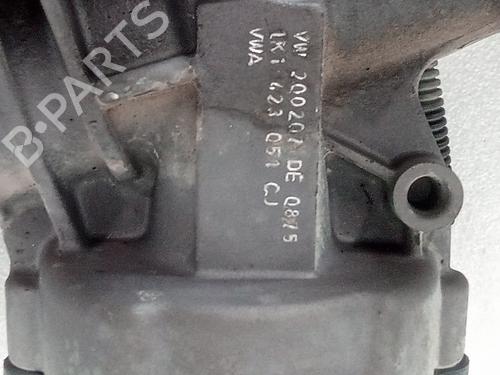 VW 200207 DE 0875
1K1 423 051 CJ
VWA
B-PARTS